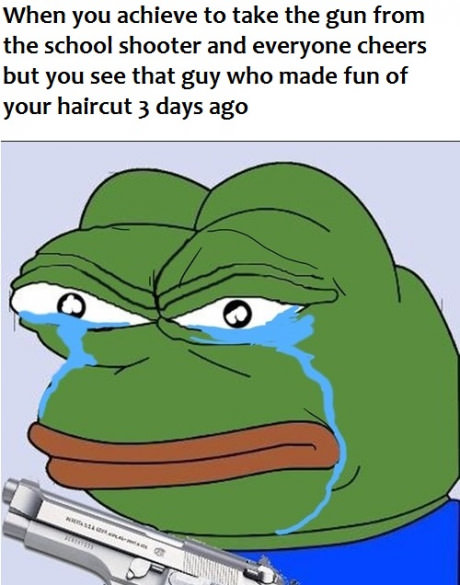 When you achieve to take the gun from
the school shooter and everyone cheers
but you see that guy who made fun of
your haircut 3 days ago